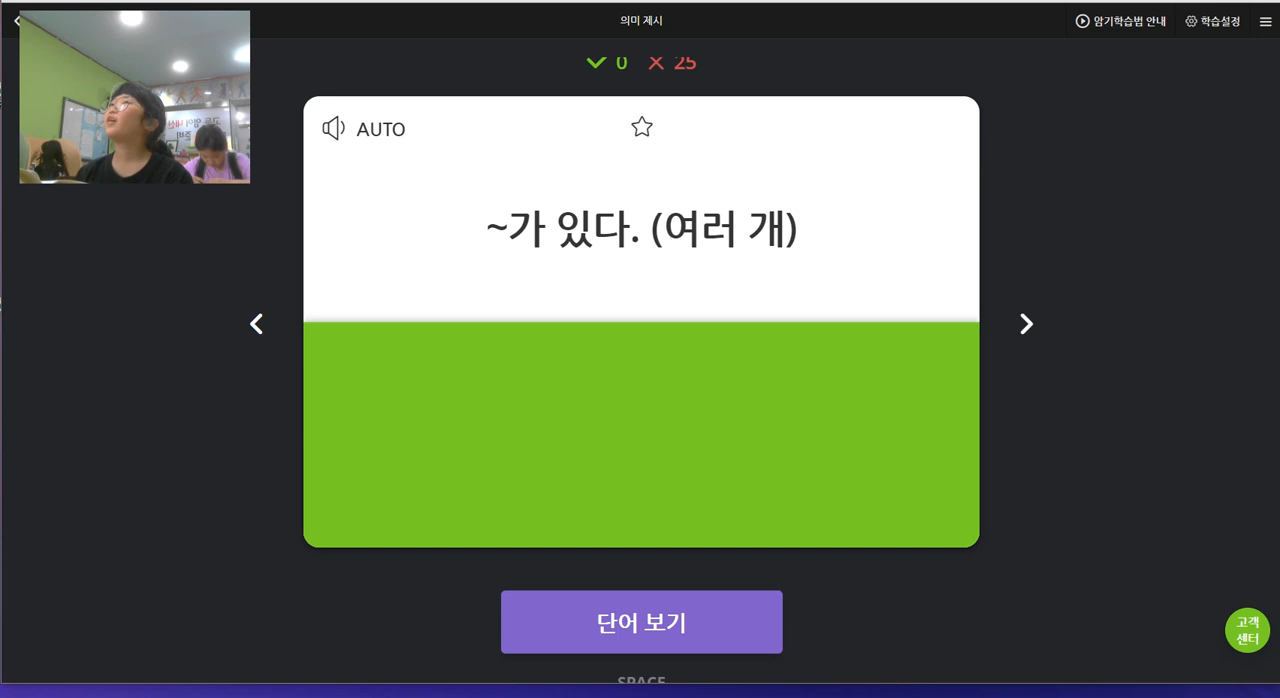 의미 제시
암기학습법 안내
학습설정
0
25
AUTO
~가 있다. (여러 개)
단어 보기
고객
센터
SPACE